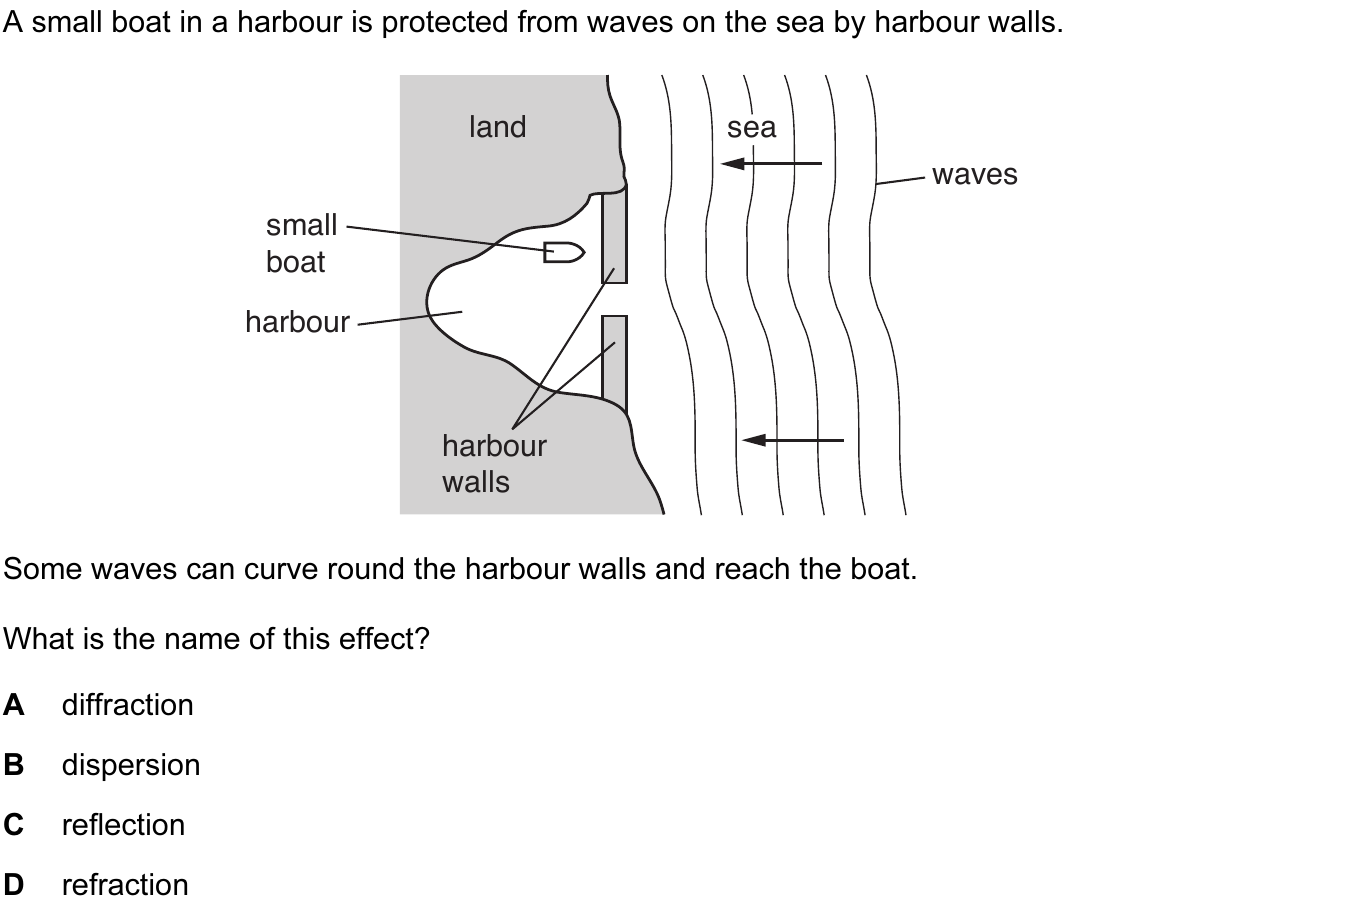 A small boat in a harbour is protected from waves on the sea by harbour walls.
land
sea
waves
small
boat
harbour
harbour
walls
Some waves can curve round the harbour walls and reach the boat.
What is the name of this effect?
A diffraction
B dispersion
C reflection
D refraction